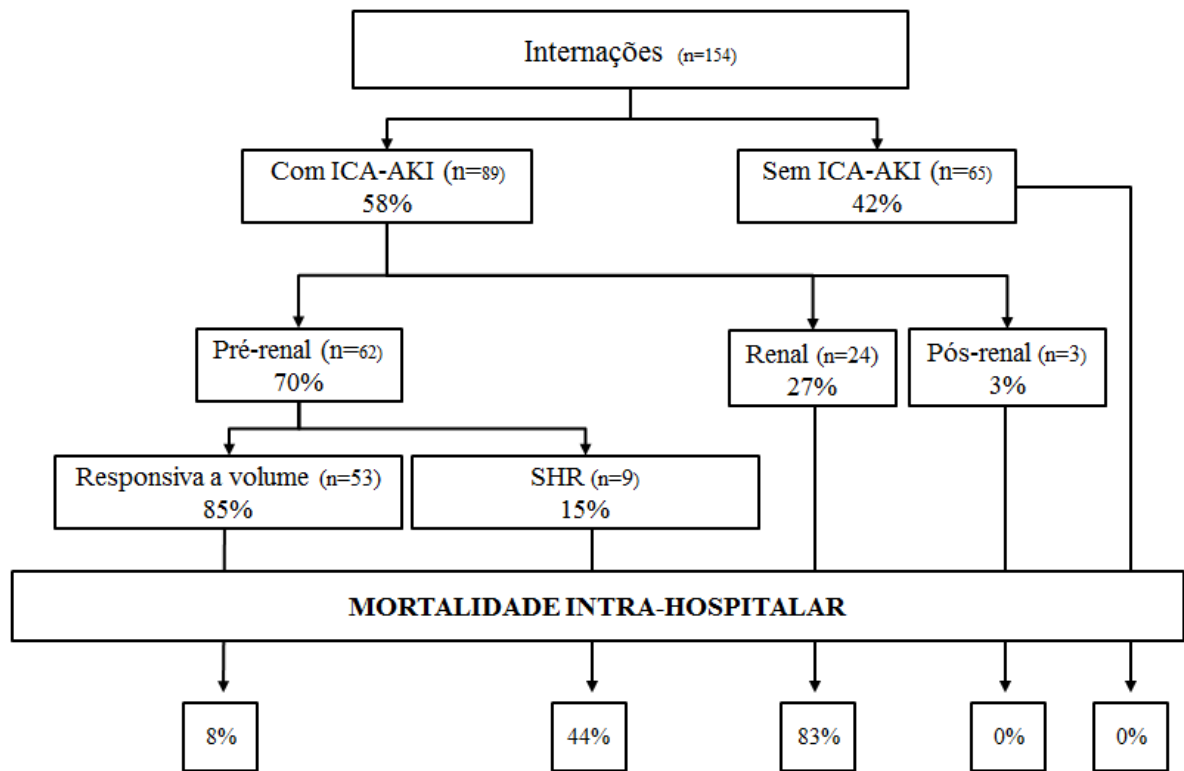 Internações (n=154)
Com ICA-AKI (n=89)
58%
Sem ICA-AKI (n=65)
42%
Pré-renal (n=62)
70%
Renal (n=24)
27%
Pós-renal (n=3)
3%
Responsiva a volume (n=53)
85%
SHR (n=9)
15%
MORTALIDADE INTRA-HOSPITALAR
8%
44%
83%
0%
0%